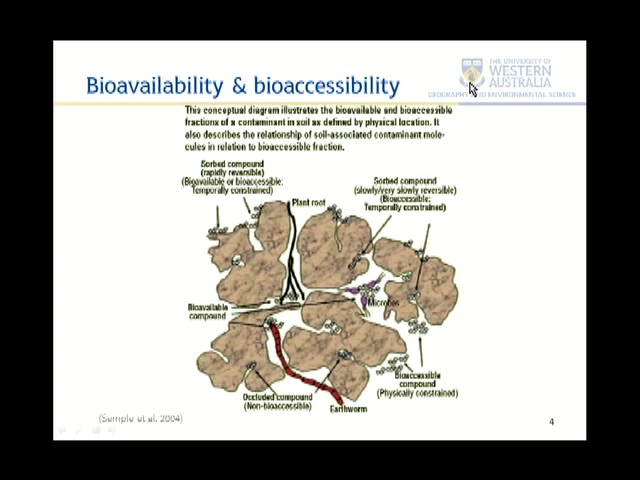 THE UNIVERSITY OF
WESTERN
AUSTRALIA
Bioavailability & bioaccessibility
GEOGRAPHY AND ENVIRONMENTAL SCIENCE
This conceptual diagram illustrates the bioavailable and bioaccessible
fractions of a contaminant in soil as defined by physical location. It
also describes the relationship of soil-associated contaminant mole-
cules in relation to bioaccessible fraction.
Sorbed compound
(rapidly reversible)
(Bioavailable or bioaccessible:
Temporally constrained)
Sorbed compound
(slowly/very slowly reversible)
(Bioaccessible:
Temporally constrained)
Plant root
Bioavailable
compound
Microbes
Bioaccessible
compound
(Physically constrained)
Occluded compound
(Non-bioaccessible)
Earthworm
(Semple et al. 2004)
4